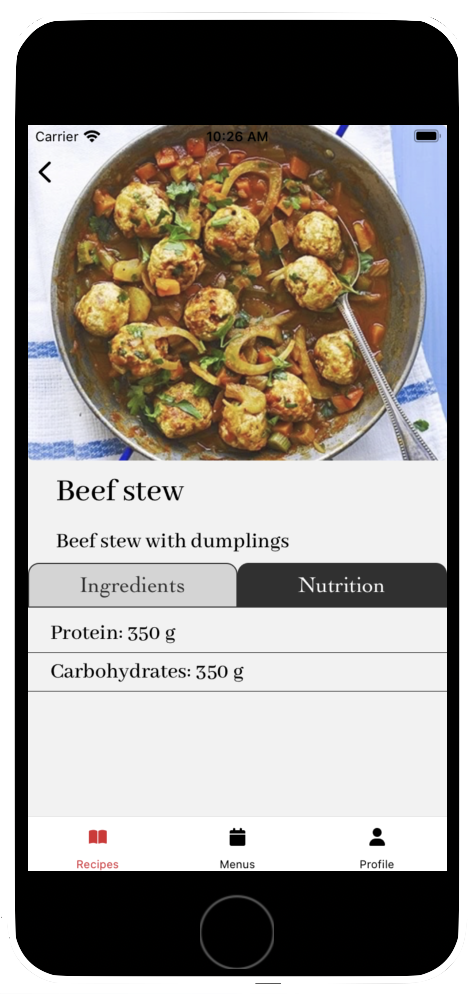 Carrier 10:26 AM
Beef stew
Beef stew with dumplings
Ingredients Nutrition
Protein: 350 g
Carbohydrates: 350 g
Recipes Menus Profile